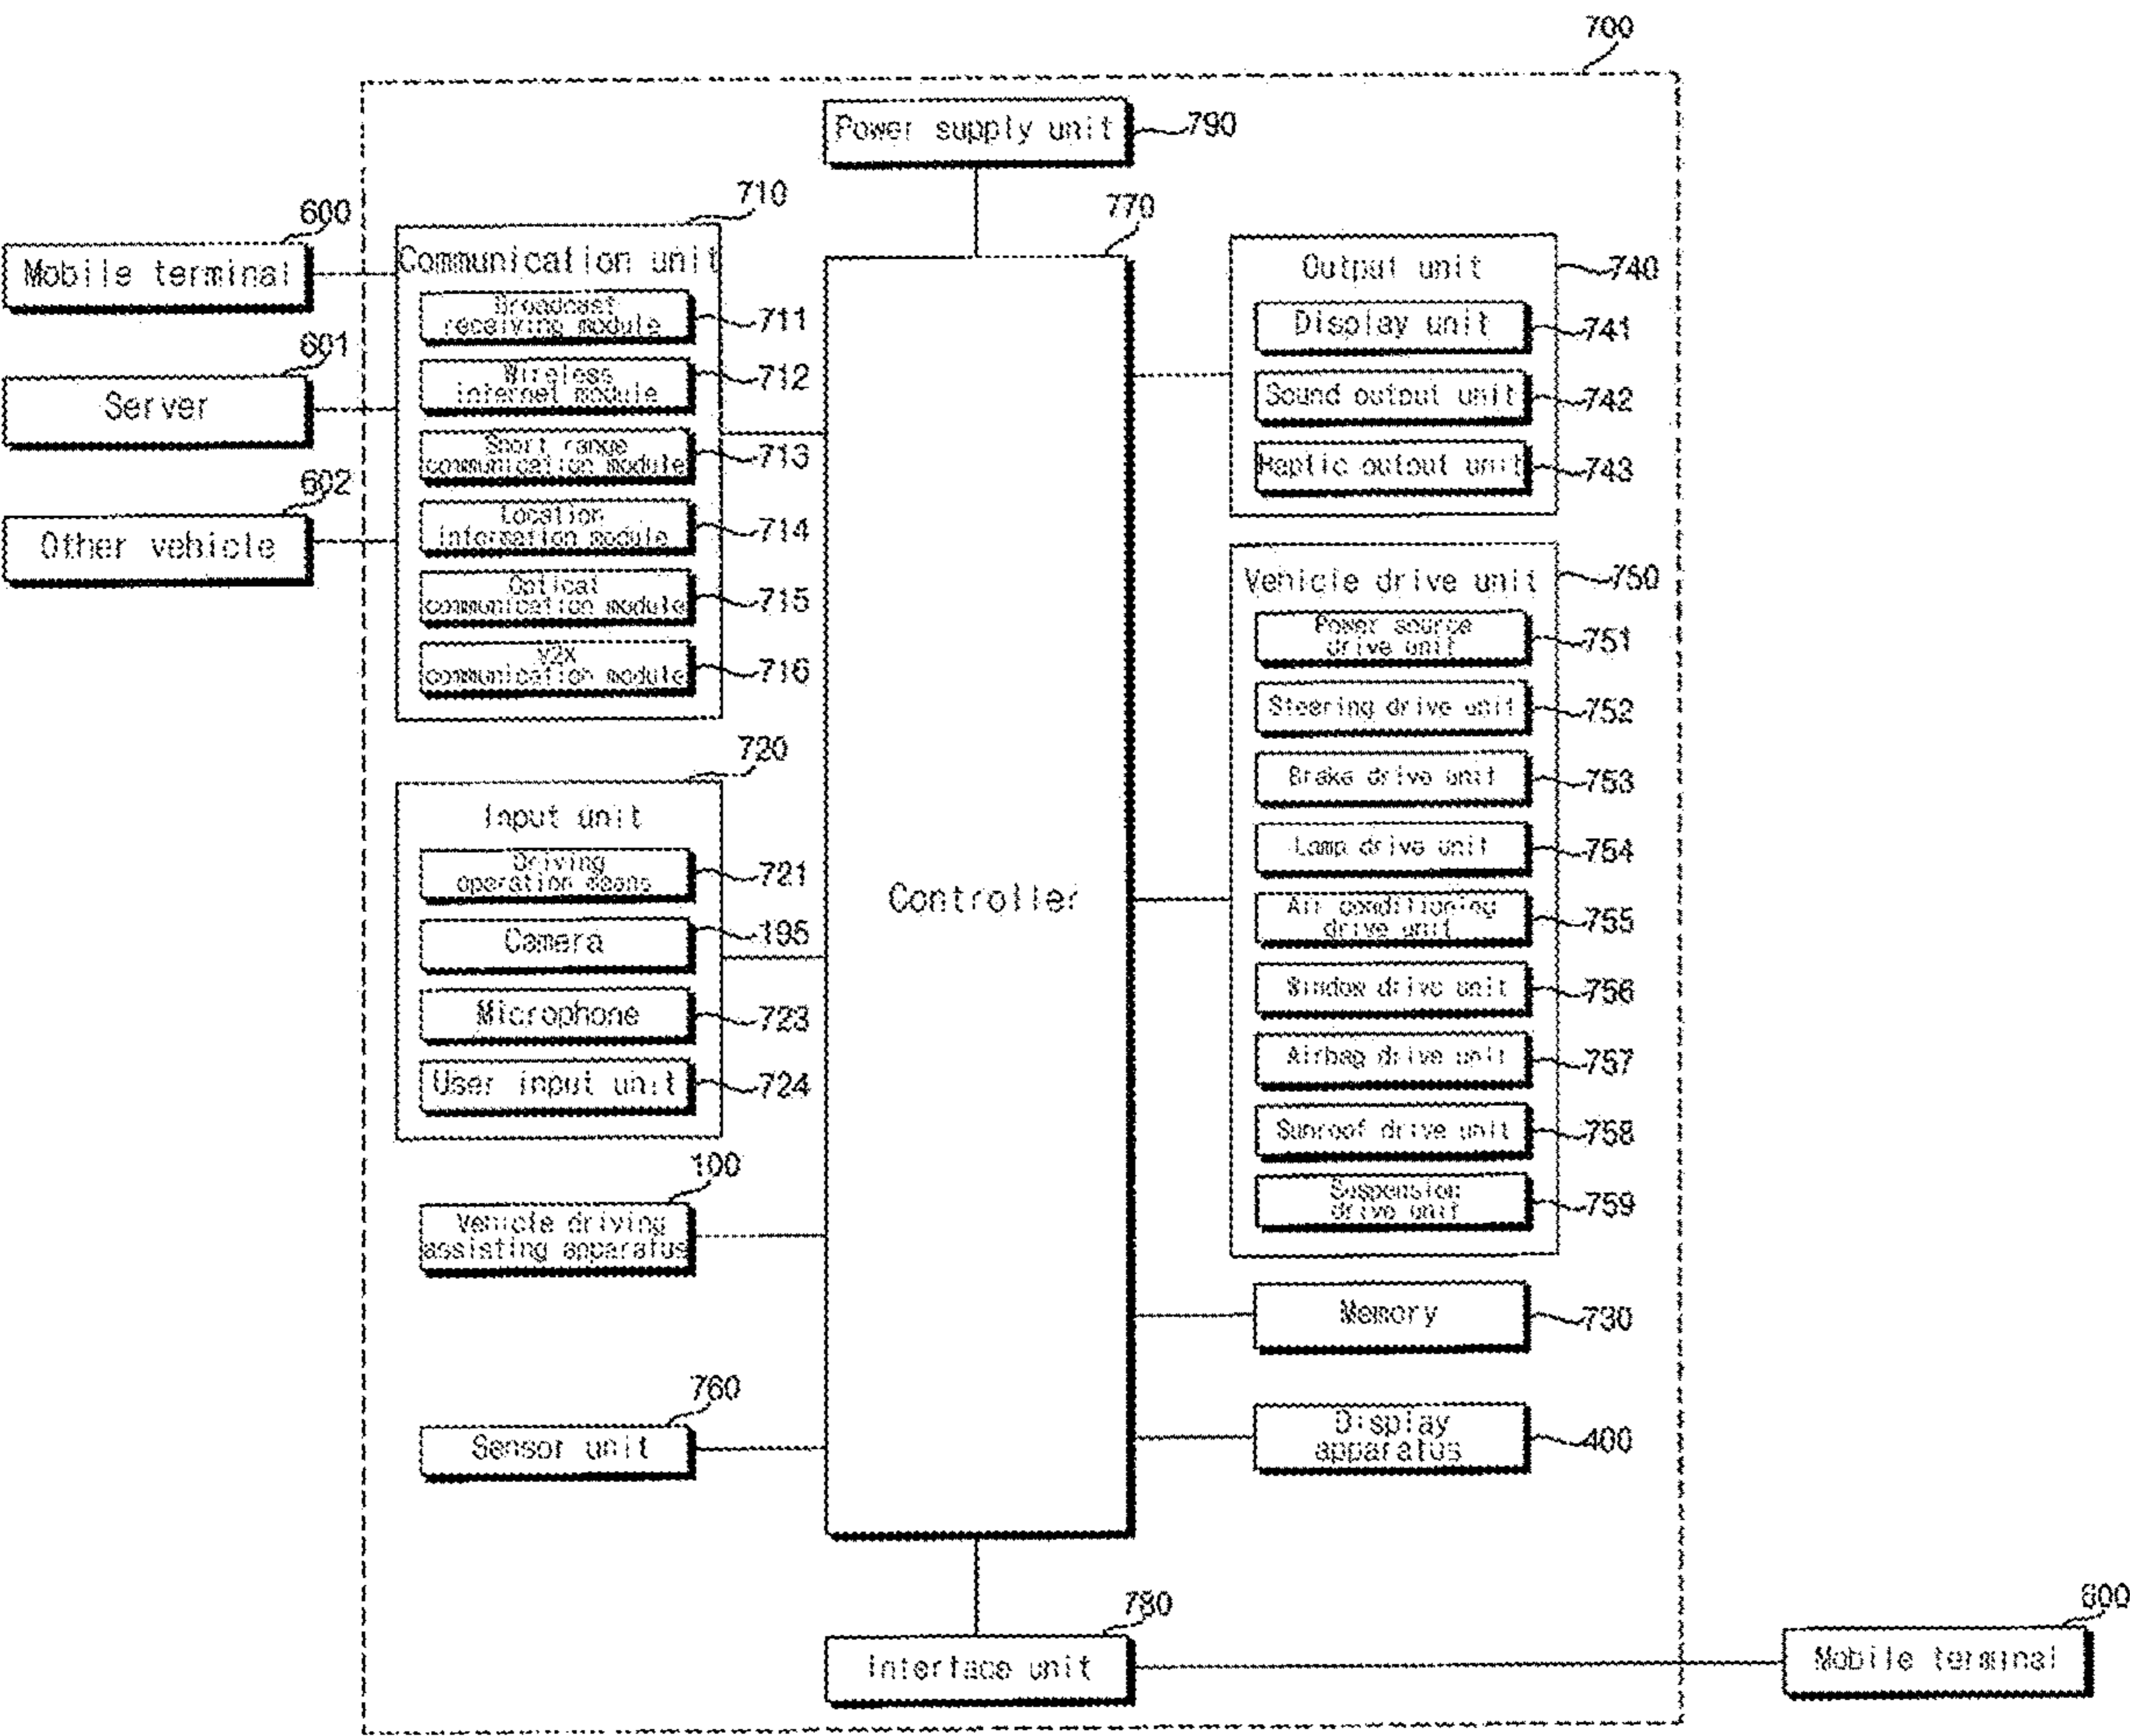 700
Power supply unit
790
710
770
600
Mobile terminal
Communication unit
Output unit
740
Broadcast
receiving module
711
Display unit
741
601
Server
Wireless
internet module
712
Sound output unit
742
Short range
communication module
713
Haptic output unit
743
602
Other vehicle
Location
information module
714
Optical
communication module
715
V2X
communication module
716
Vehicle drive unit
750
Power source
drive unit
751
Steering drive unit
752
720
Input unit
Brake drive unit
753
Driving
operation means
721
Lamp drive unit
754
Controller
Camera
195
Air conditioning
drive unit
755
Microphone
723
Window drive unit
756
User input unit
724
Airbag drive unit
757
Sunroof drive unit
758
100
Vehicle driving
assisting apparatus
Suspension
drive unit
759
Memory
730
760
Sensor unit
Display
apparatus
400
780
Interface unit
600
Mobile terminal